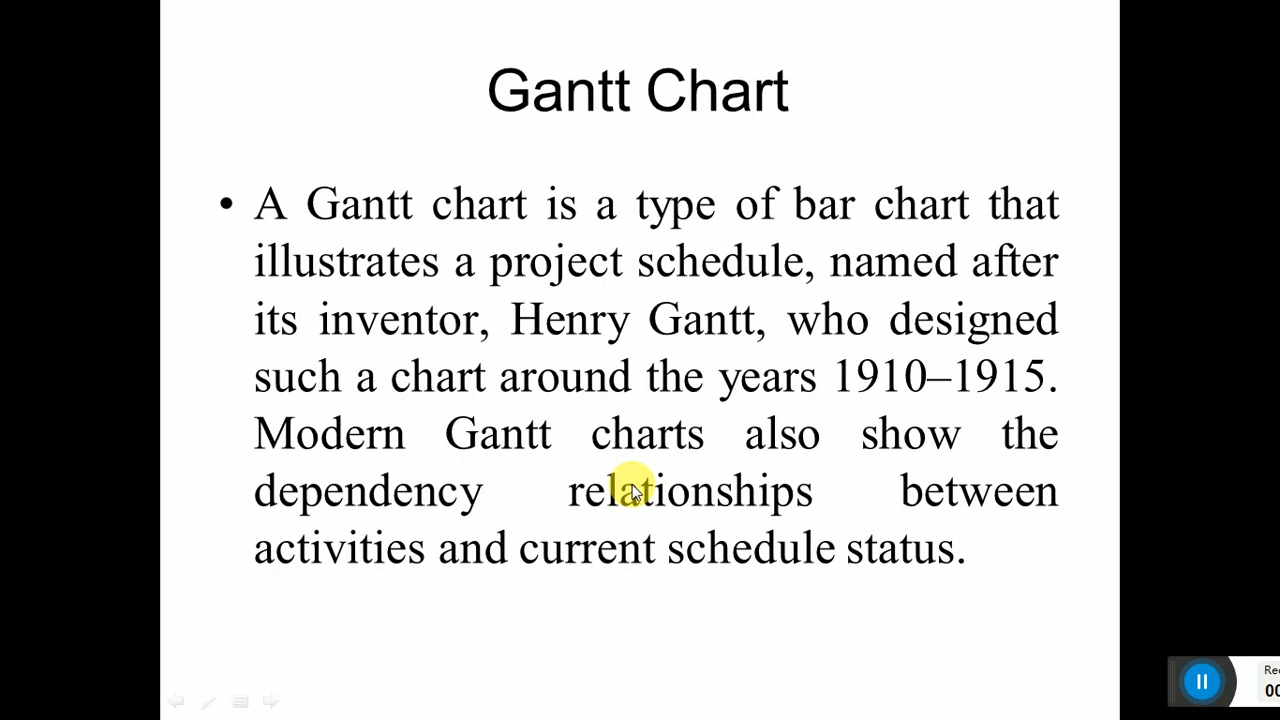 Gantt Chart
• A Gantt chart is a type of bar chart that
illustrates a project schedule, named after
its inventor, Henry Gantt, who designed
such a chart around the years 1910–1915.
Modern Gantt charts also show the
dependency relationships between
activities and current schedule status.